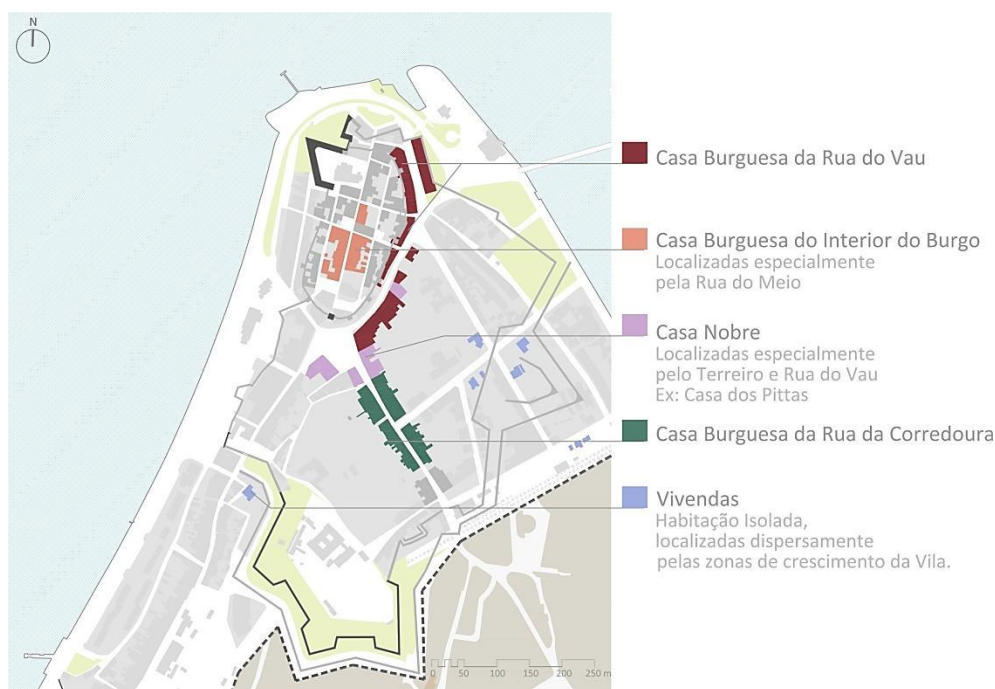 N
Casa Burguesa da Rua do Vau
Casa Burguesa do Interior do Burgo
Localizadas especialmente
pela Rua do Meio
Casa Nobre
Localizadas especialmente
pelo Terreiro e Rua do Vau
Ex: Casa dos Pittas
Casa Burguesa da Rua da Corredoura
Vivendas
Habitação Isolada,
localizadas dispersamente
pelas zonas de crescimento da Vila.
0 50 100 150 200 250 m